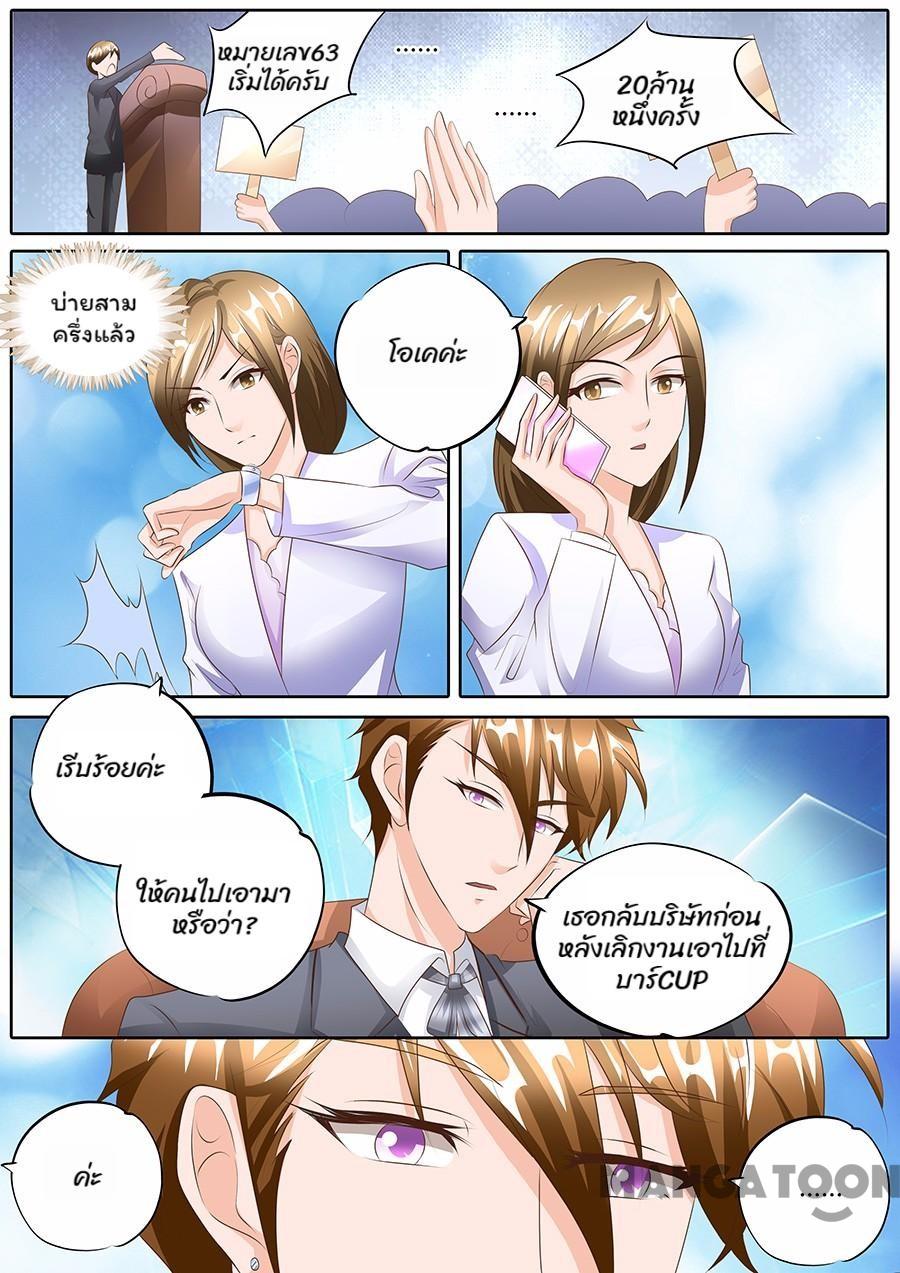 หมายเลข63
เริ่มได้ครับ
......
......
20ล้าน
หนึ่งครั้ง
บ่ายสาม
ครึ่งแล้ว
โอเคค่ะ
เรีบร้อยค่ะ
ให้คนไปเอามา
หรือว่า?
เธอกลับบริษัทก่อน
หลังเลิกงานเอาไปที่
บาร์CUP
ค่ะ
......
MANGATOON